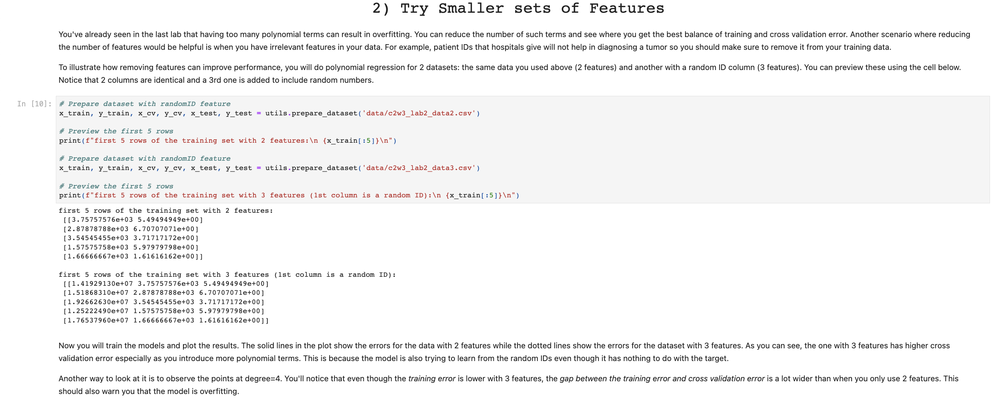 2) Try Smaller sets of Features
You've already seen in the last lab that having too many polynomial terms can result in overfitting. You can reduce the number of such terms and see where you get the best balance of training and cross validation error. Another scenario where reducing
the number of features would be helpful is when you have irrelevant features in your data. For example, patient IDs that hospitals give will not help in diagnosing a tumor so you should make sure to remove it from your training data.
To illustrate how removing features can improve performance, you will do polynomial regression for 2 datasets: the same data you used above (2 features) and another with a random ID column (3 features). You can preview these using the cell below.
Notice that 2 columns are identical and a 3rd one is added to include random numbers.
In [10]:
# Prepare dataset with randomID feature
x_train, y_train, x_cv, y_cv, x_test, y_test = utils.prepare_dataset('data/c2w3_lab2_data2.csv')
# Preview the first 5 rows
print(f"first 5 rows of the training set with 2 features:\n {x_train[:5]}\n")
# Prepare dataset with randomID feature
x_train, y_train, x_cv, y_cv, x_test, y_test = utils.prepare_dataset('data/c2w3_lab2_data3.csv')
# Preview the first 5 rows
print(f"first 5 rows of the training set with 3 features (1st column is a random ID):\n {x_train[:5]}\n")
first 5 rows of the training set with 2 features:
[[3.75757576e+03 5.49494949e+00]
[2.87878788e+03 6.70707071e+00]
[3.54545455e+03 3.71717172e+00]
[1.57575758e+03 5.97979798e+00]
[1.66666667e+03 1.61616162e+00]]
first 5 rows of the training set with 3 features (1st column is a random ID):
[[1.41929130e+07 3.75757576e+03 5.49494949e+00]
[1.51868310e+07 2.87878788e+03 6.70707071e+00]
[1.92662630e+07 3.54545455e+03 3.71717172e+00]
[1.25222490e+07 1.57575758e+03 5.97979798e+00]
[1.76537960e+07 1.66666667e+03 1.61616162e+00]]
Now you will train the models and plot the results. The solid lines in the plot show the errors for the data with 2 features while the dotted lines show the errors for the dataset with 3 features. As you can see, the one with 3 features has higher cross
validation error especially as you introduce more polynomial terms. This is because the model is also trying to learn from the random IDs even though it has nothing to do with the target.
Another way to look at it is to observe the points at degree=4. You'll notice that even though the training error is lower with 3 features, the gap between the training error and cross validation error is a lot wider than when you only use 2 features. This
should also warn you that the model is overfitting.